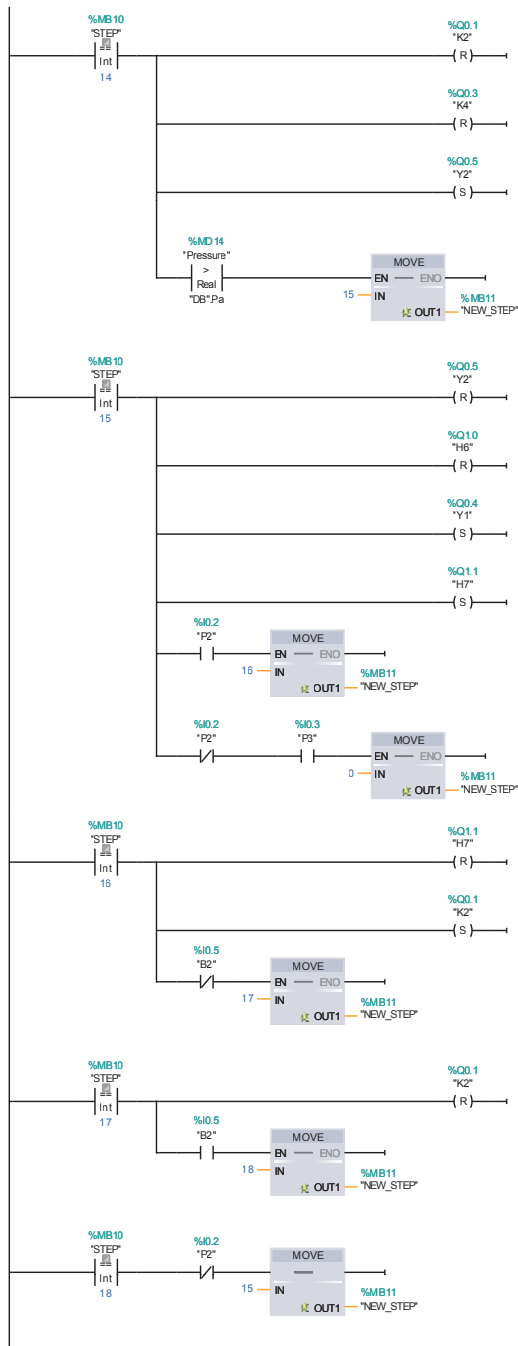 %MB10
"STEP"
==
Int
14
%Q0.1
"K2"
R
%Q0.3
"K4"
R
%Q0.5
"Y2"
S
%MD14
"Pressure"
>
Real
"DB".Pa
MOVE
EN ENO
15 IN
OUT1
%MB11
"NEW_STEP"
%MB10
"STEP"
==
Int
15
%Q0.5
"Y2"
R
%Q1.0
"H6"
R
%Q0.4
"Y1"
S
%Q1.1
"H7"
S
%I0.2
"P2"
MOVE
EN ENO
16 IN
OUT1
%MB11
"NEW_STEP"
%I0.2
"P2"
%I0.3
"P3"
MOVE
EN ENO
0 IN
OUT1
%MB11
"NEW_STEP"
%MB10
"STEP"
==
Int
16
%Q1.1
"H7"
R
%Q0.1
"K2"
S
%I0.5
"B2"
MOVE
EN ENO
17 IN
OUT1
%MB11
"NEW_STEP"
%MB10
"STEP"
==
Int
17
%Q0.1
"K2"
R
%I0.5
"B2"
MOVE
EN ENO
18 IN
OUT1
%MB11
"NEW_STEP"
%MB10
"STEP"
==
Int
18
%I0.2
"P2"
MOVE
15 IN
OUT1
%MB11
"NEW_STEP"